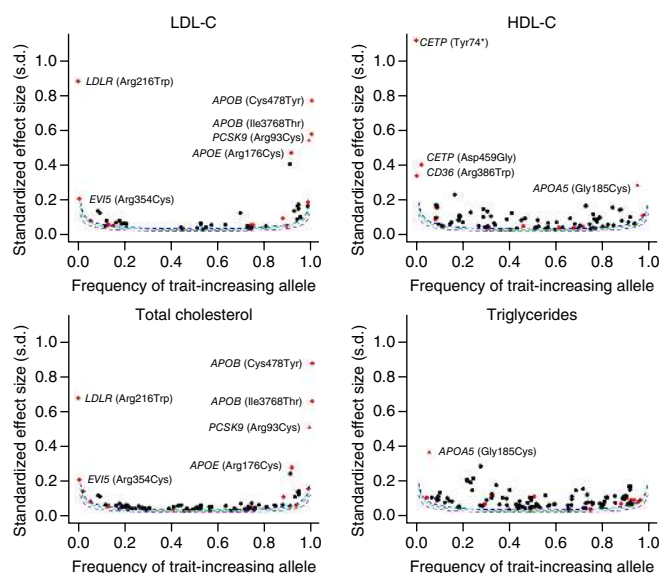 LDL-C
Standardized effect size (s.d.)
1.0
0.8
0.6
0.4
0.2
0.0
LDLR (Arg216Trp)
APOB (Cys478Tyr)
APOB (Ile3768Thr)
PCSK9 (Arg93Cys)
APOE (Arg176Cys)
EVI5 (Arg354Cys)
0.0 0.2 0.4 0.6 0.8 1.0
Frequency of trait-increasing allele
HDL-C
Standardized effect size (s.d.)
1.0
0.8
0.6
0.4
0.2
0.0
CETP (Tyr74*)
CETP (Asp459Gly)
CD36 (Arg386Trp)
APOA5 (Gly185Cys)
0.0 0.2 0.4 0.6 0.8 1.0
Frequency of trait-increasing allele
Total cholesterol
Standardized effect size (s.d.)
1.0
0.8
0.6
0.4
0.2
0.0
APOB (Cys478Tyr)
LDLR (Arg216Trp)
APOB (Ile3768Thr)
PCSK9 (Arg93Cys)
APOE (Arg176Cys)
EVI5 (Arg354Cys)
0.0 0.2 0.4 0.6 0.8 1.0
Frequency of trait-increasing allele
Triglycerides
Standardized effect size (s.d.)
1.0
0.8
0.6
0.4
0.2
0.0
APOA5 (Gly185Cys)
0.0 0.2 0.4 0.6 0.8 1.0
Frequency of trait-increasing allele